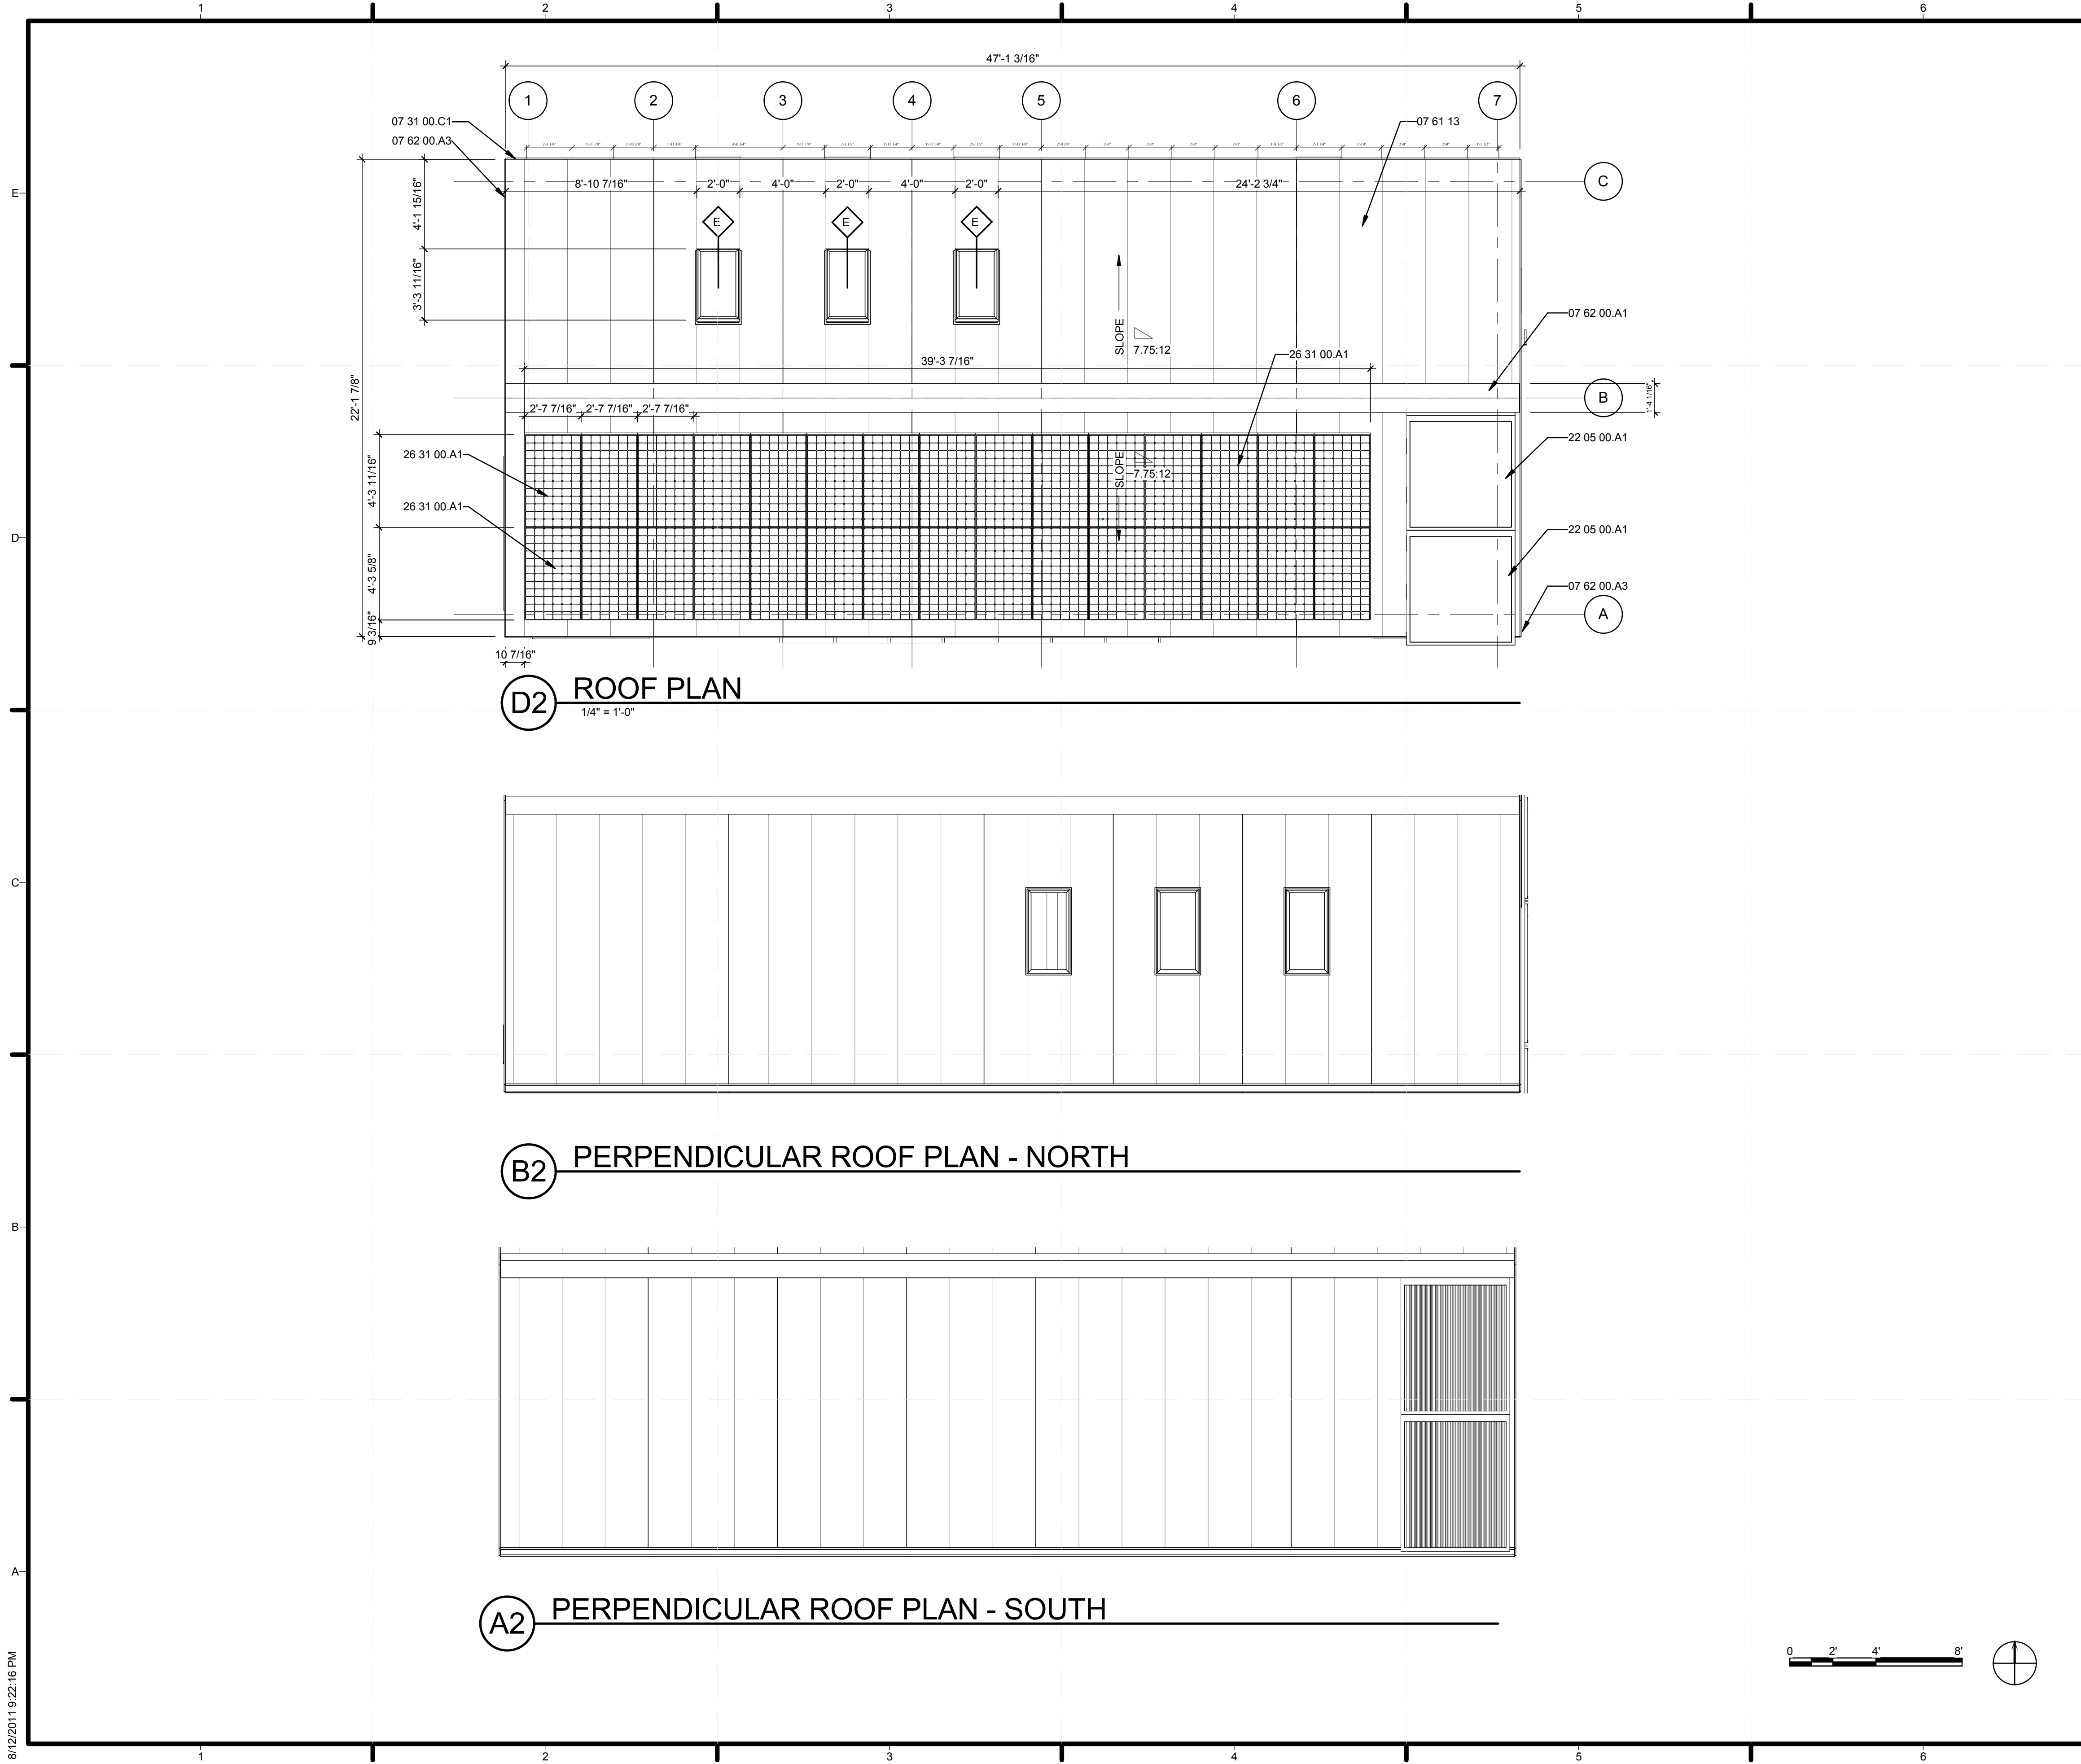 1 2 3 4 5 6
47'-1 3/16"
1 2 3 4 5 6 7
07 31 00.C1
07 61 13
07 62 00.A3
C
E
8'-10 7/16" 2'-0" 4'-0" 2'-0" 4'-0" 2'-0" 24'-2 3/4"
4'-1 15/16"
E E E
3'-3 11/16"
07 62 00.A1
SLOPE
7.75:12
26 31 00.A1
39'-3 7/16"
22'-1 7/8"
1'-4 1/16"
B
2'-7 7/16" 2'-7 7/16" 2'-7 7/16"
22 05 00.A1
26 31 00.A1
SLOPE
7.75:12
4'-3 11/16"
26 31 00.A1
22 05 00.A1
D
4'-3 5/8"
07 62 00.A3
A
9 3/16"
10 7/16"
D2 ROOF PLAN
1/4" = 1'-0"
C
B2 PERPENDICULAR ROOF PLAN - NORTH
B
A
A2 PERPENDICULAR ROOF PLAN - SOUTH
0 2' 4' 8'
8/12/2011 9:22:16 PM
1 2 3 4 5 6